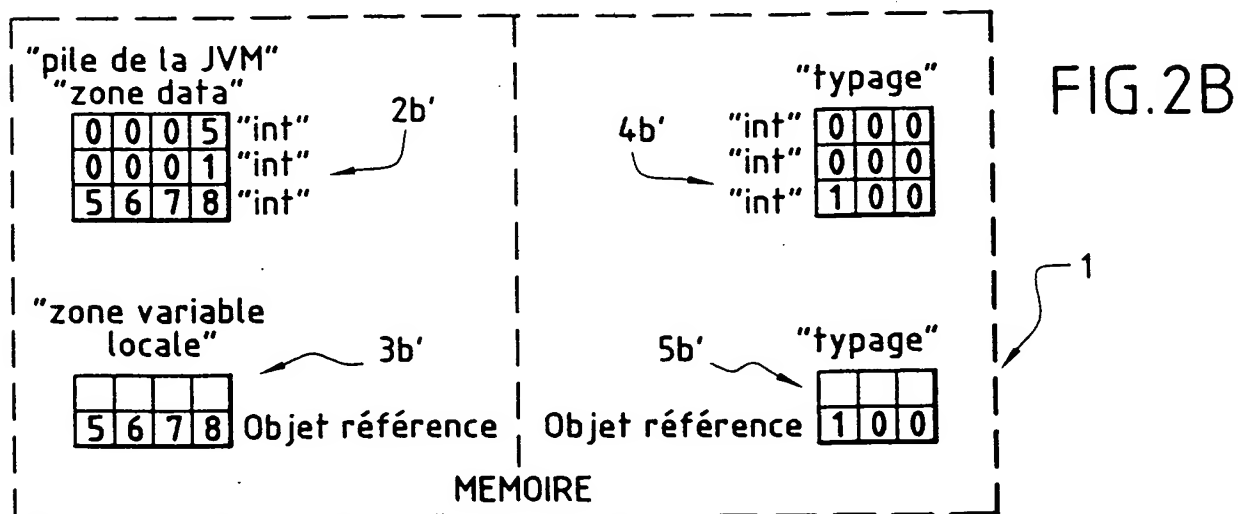 "pile de la JVM"
"zone data"
0 0 0 5 "int"
0 0 0 1 "int"
5 6 7 8 "int"
2b'
"typage"
"int" 0 0 0
"int" 0 0 0
"int" 1 0 0
4b'
FIG.2B
1
"zone variable
locale"
3b'
5 6 7 8 Objet référence
"typage"
5b'
Objet référence 1 0 0
MEMOIRE